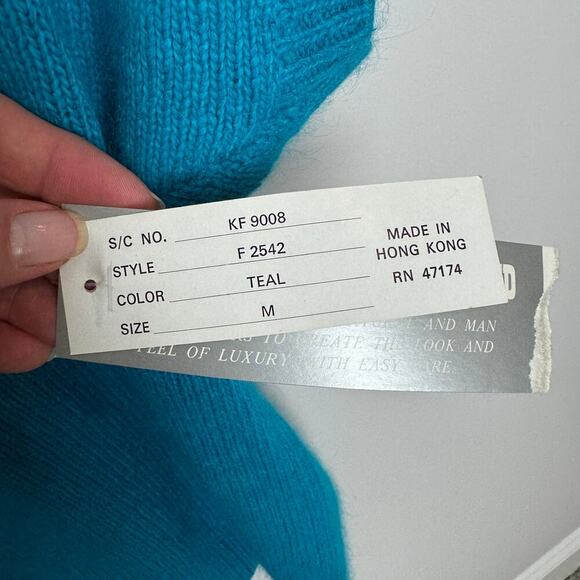 S/C NO. KF 9008
STYLE F 2542
COLOR TEAL
SIZE M
MADE IN
HONG KONG
RN 47174
AND MAN
TO CREATE THE LOOK AND
FEEL OF LUXURY WITH EASY CARE.